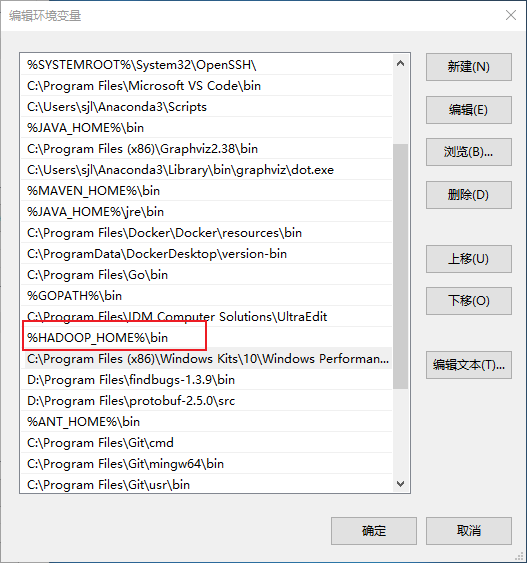 编辑环境变量
%SYSTEMROOT%\System32\OpenSSH\
C:\Program Files\Microsoft VS Code\bin
C:\Users\sjl\Anaconda3\Scripts
%JAVA_HOME%\bin
C:\Program Files (x86)\Graphviz2.38\bin
C:\Users\sjl\Anaconda3\Library\bin\graphviz\dot.exe
%MAVEN_HOME%\bin
%JAVA_HOME%\jre\bin
C:\Program Files\Docker\Docker\resources\bin
C:\ProgramData\DockerDesktop\version-bin
C:\Program Files\Go\bin
%GOPATH%\bin
C:\Program Files\IDM Computer Solutions\UltraEdit
%HADOOP_HOME%\bin
C:\Program Files (x86)\Windows Kits\10\Windows Performan...
D:\Program Files\findbugs-1.3.9\bin
D:\Program Files\protobuf-2.5.0\src
%ANT_HOME%\bin
C:\Program Files\Git\cmd
C:\Program Files\Git\mingw64\bin
C:\Program Files\Git\usr\bin
新建(N)
编辑(E)
浏览(B)...
删除(D)
上移(U)
下移(O)
编辑文本(T)...
确定
取消